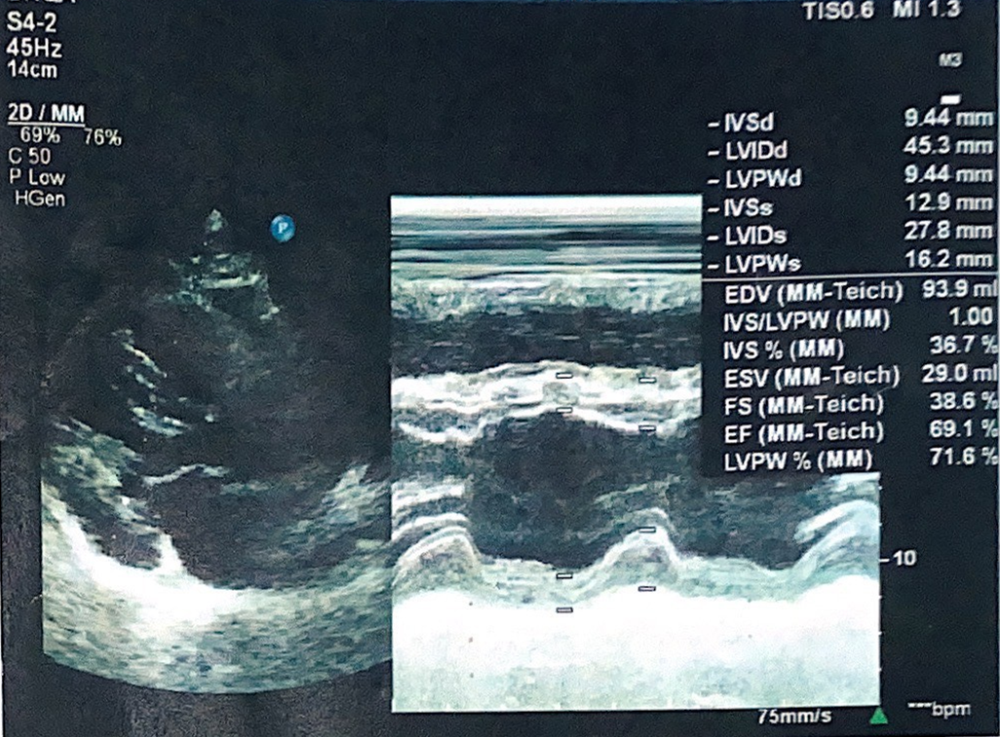 S4-2
45Hz
14cm
2D / MM
69% 76%
C 50
P Low
HGen
P
TIS0.6 MI 1.3
M3
- IVSd 9.44 mm
- LVIDd 45.3 mm
- LVPWd 9.44 mm
- IVSs 12.9 mm
- LVIDs 27.8 mm
- LVPWs 16.2 mm
EDV (MM-Teich) 93.9 ml
IVS/LVPW (MM) 1.00
IVS % (MM) 36.7 %
ESV (MM-Teich) 29.0 ml
FS (MM-Teich) 38.6 %
EF (MM-Teich) 69.1 %
LVPW % (MM) 71.6 %
10
75mm/s
---bpm